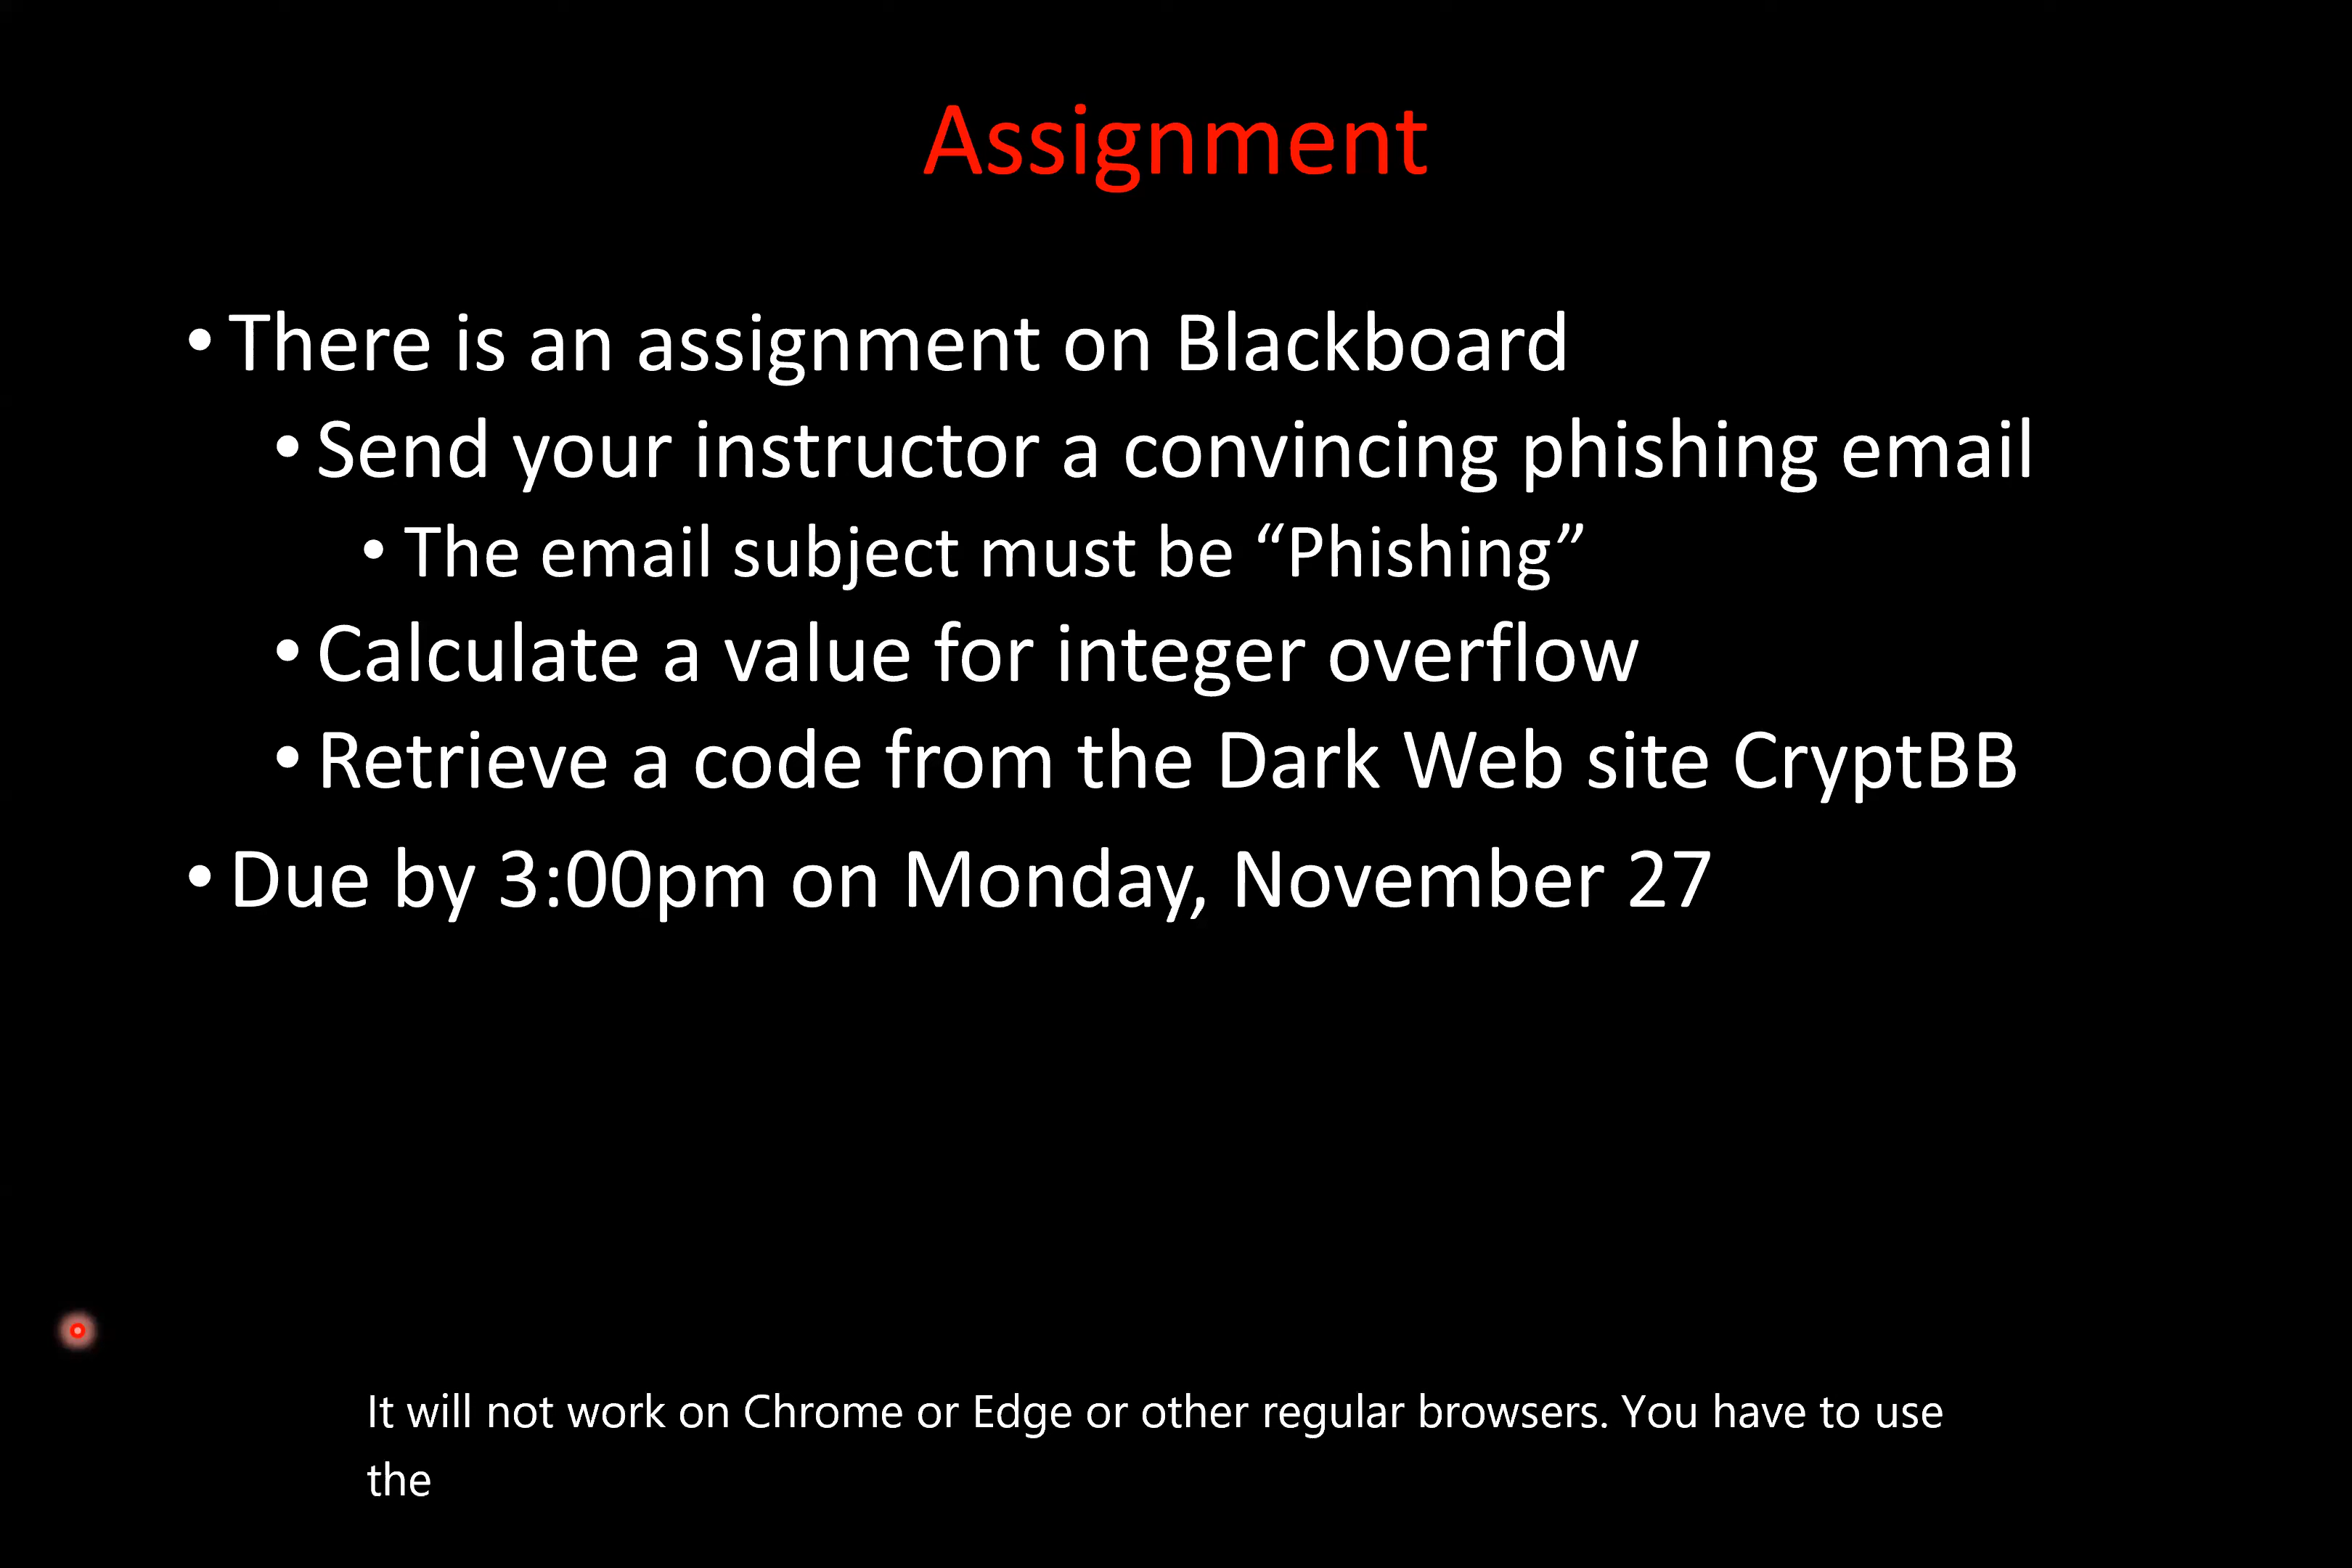 Assignment
• There is an assignment on Blackboard
• Send your instructor a convincing phishing email
• The email subject must be “Phishing”
• Calculate a value for integer overflow
• Retrieve a code from the Dark Web site CryptBB
• Due by 3:00pm on Monday, November 27
It will not work on Chrome or Edge or other regular browsers. You have to use
the